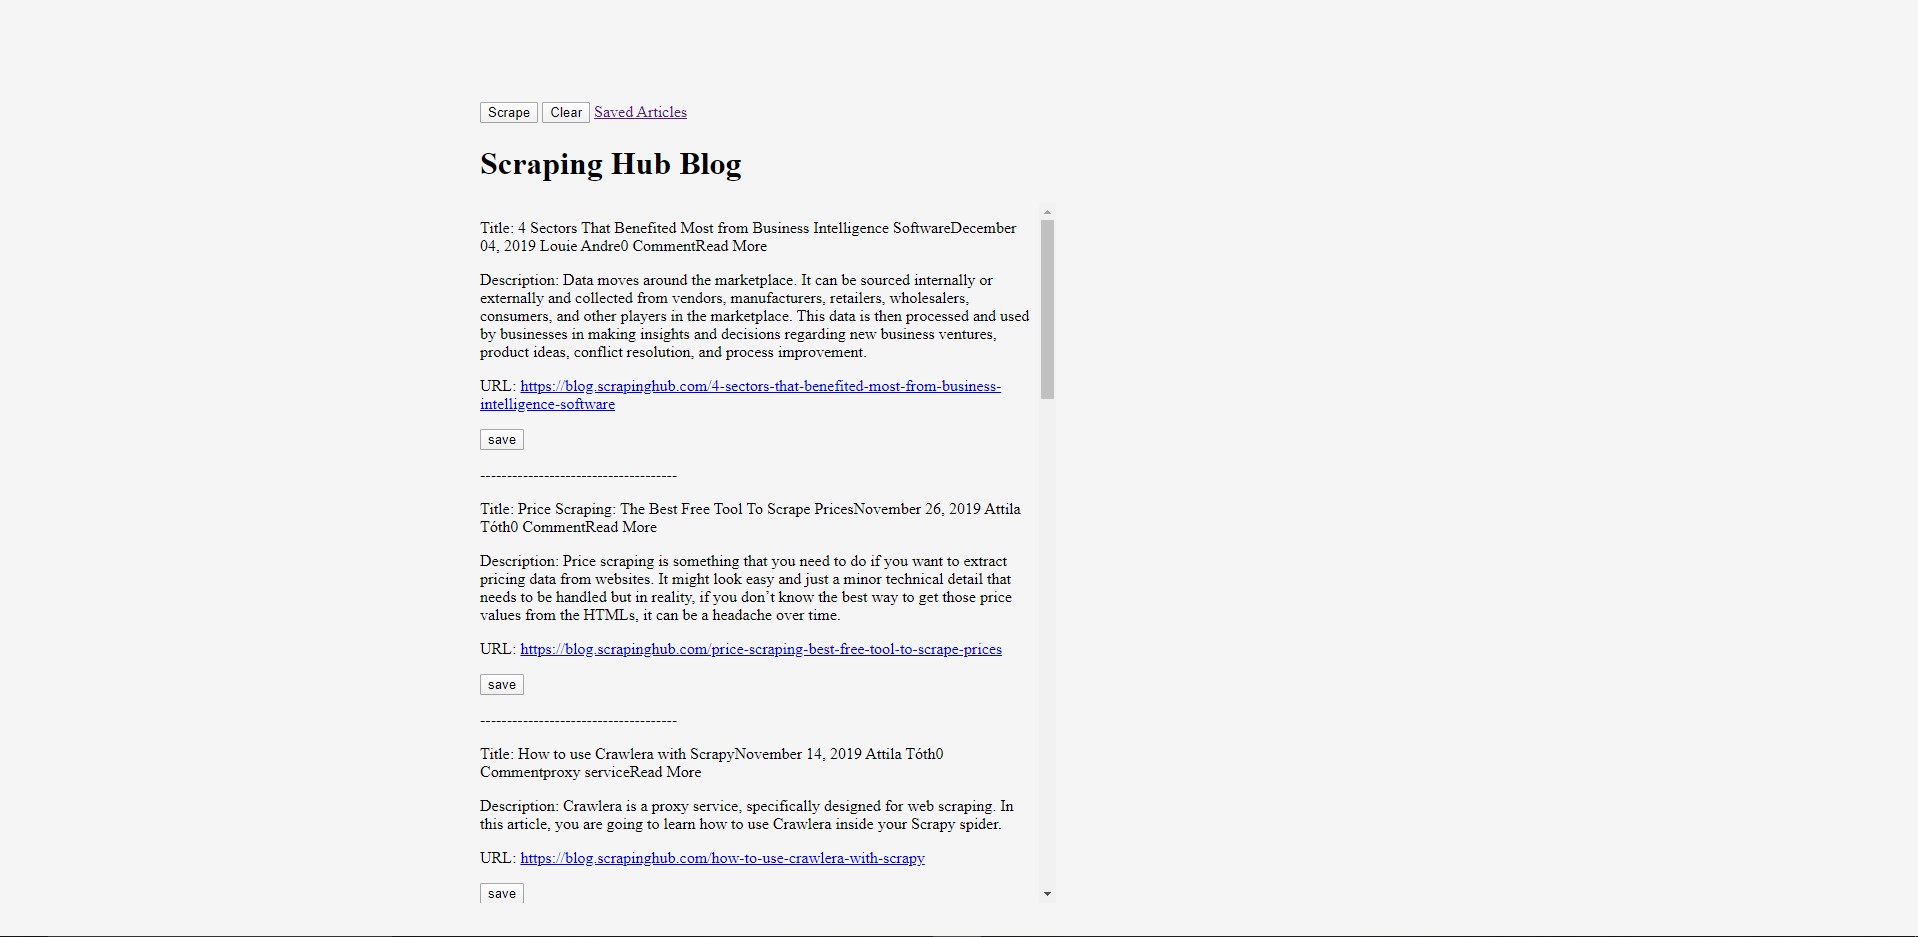 Scrape Clear Saved Articles
Scraping Hub Blog
Title: 4 Sectors That Benefited Most from Business Intelligence SoftwareDecember
04, 2019 Louie Andre0 CommentRead More
Description: Data moves around the marketplace. It can be sourced internally or
externally and collected from vendors, manufacturers, retailers, wholesalers,
consumers, and other players in the marketplace. This data is then processed and used
by businesses in making insights and decisions regarding new business ventures,
product ideas, conflict resolution, and process improvement.
URL: https://blog.scrapinghub.com/4-sectors-that-benefited-most-from-business-
intelligence-software
save
-------------------------------------
Title: Price Scraping: The Best Free Tool To Scrape PricesNovember 26, 2019 Attila
Tóth0 CommentRead More
Description: Price scraping is something that you need to do if you want to extract
pricing data from websites. It might look easy and just a minor technical detail that
needs to be handled but in reality, if you don’t know the best way to get those price
values from the HTMLs, it can be a headache over time.
URL: https://blog.scrapinghub.com/price-scraping-best-free-tool-to-scrape-prices
save
-------------------------------------
Title: How to use Crawlera with ScrapyNovember 14, 2019 Attila Tóth0
Commentproxy serviceRead More
Description: Crawlera is a proxy service, specifically designed for web scraping. In
this article, you are going to learn how to use Crawlera inside your Scrapy spider.
URL: https://blog.scrapinghub.com/how-to-use-crawlera-with-scrapy
save